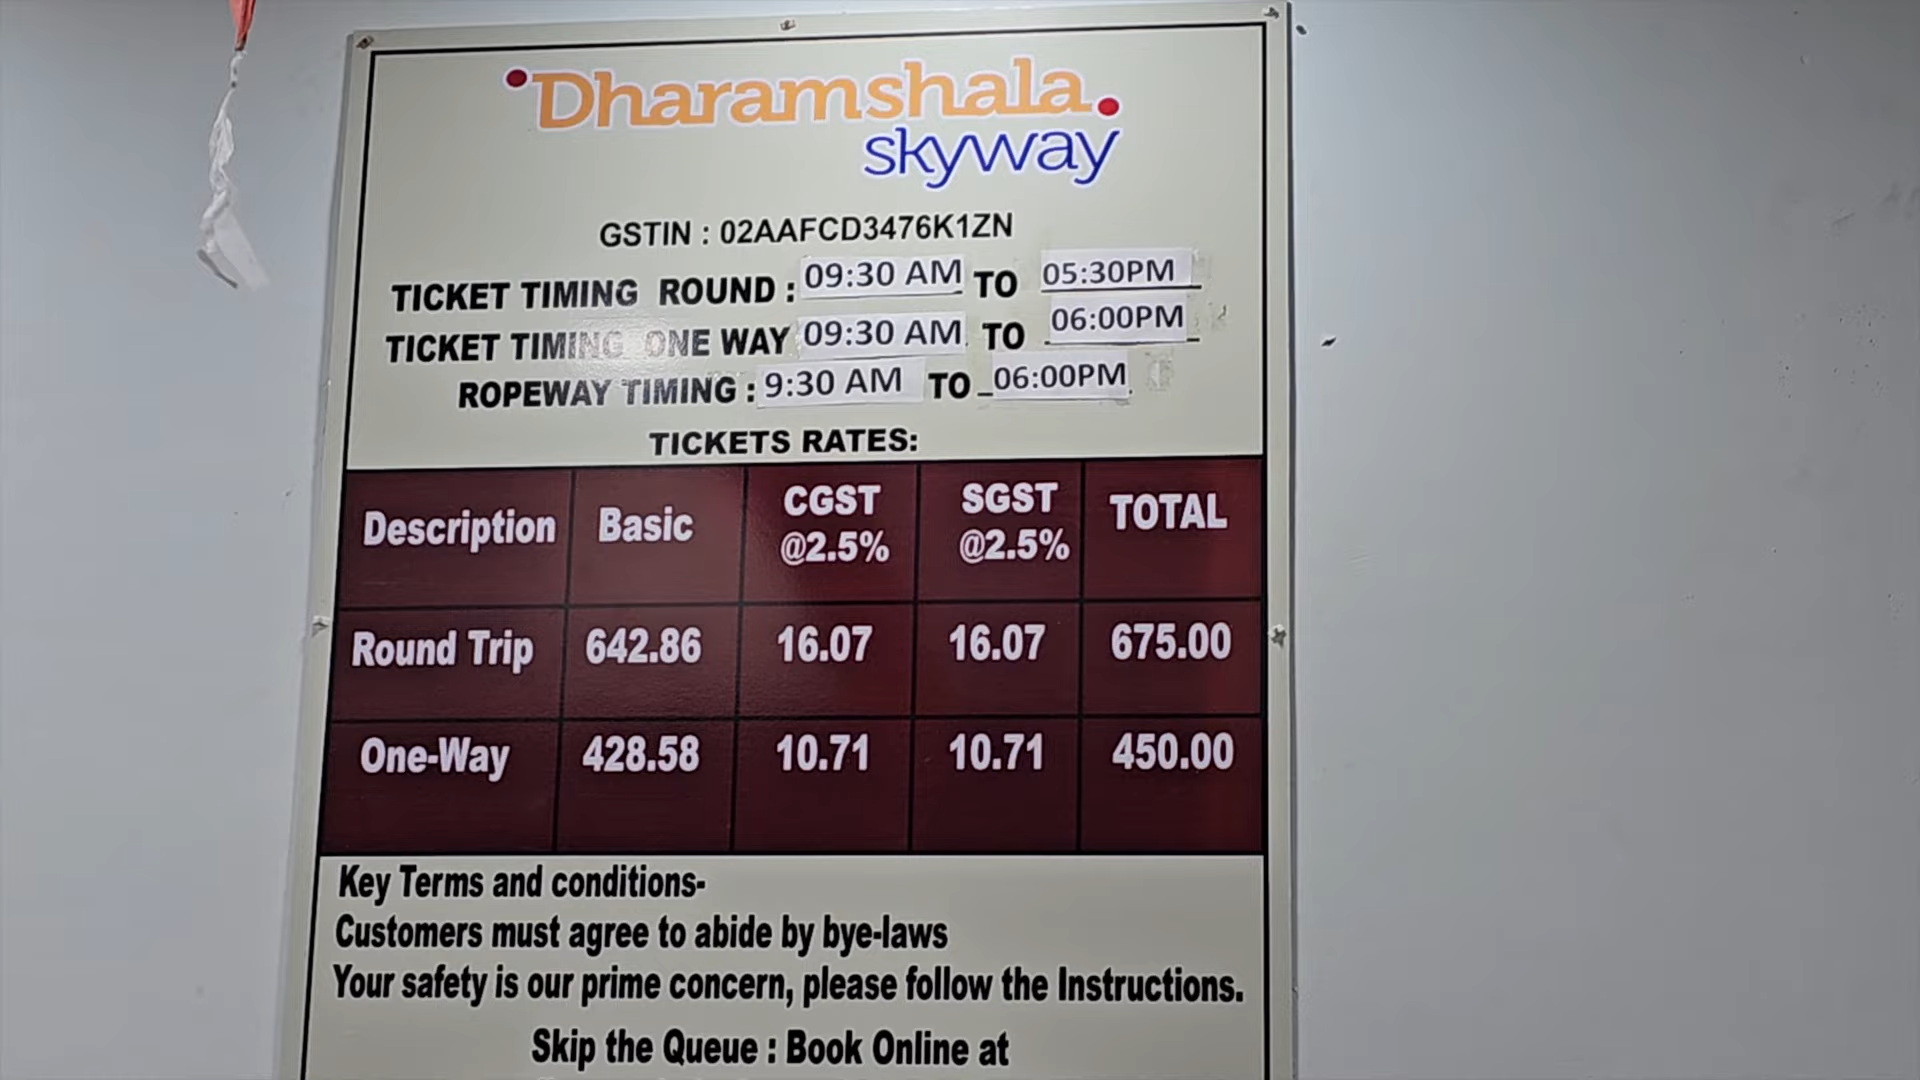 Dharamshala
skyway
GSTIN : 02AAFCD3476K1ZN
TICKET TIMING ROUND : 09:30 AM TO 05:30PM
TICKET TIMING ONE WAY 09:30 AM TO 06:00PM
ROPEWAY TIMING : 9:30 AM TO 06:00PM
TICKETS RATES:
Description Basic CGST @2.5% SGST @2.5% TOTAL
Round Trip 642.86 16.07 16.07 675.00
One-Way 428.58 10.71 10.71 450.00
Key Terms and conditions-
Customers must agree to abide by bye-laws
Your safety is our prime concern, please follow the Instructions.
Skip the Queue : Book Online at